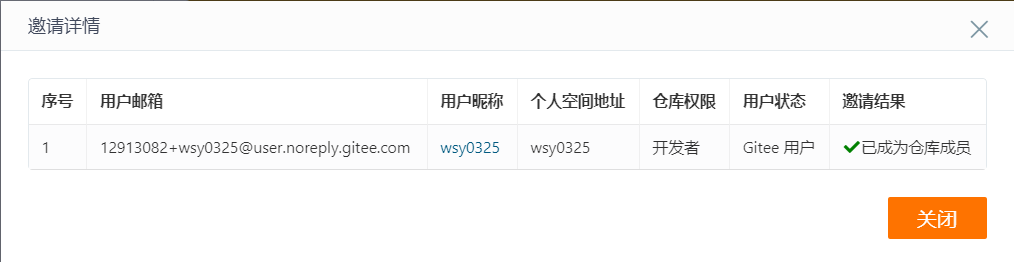 邀请详情
序号 用户邮箱 用户昵称 个人空间地址 仓库权限 用户状态 邀请结果
1 12913082+wsy0325@user.noreply.gitee.com wsy0325 wsy0325 开发者 Gitee 用户 已成为仓库成员
关闭